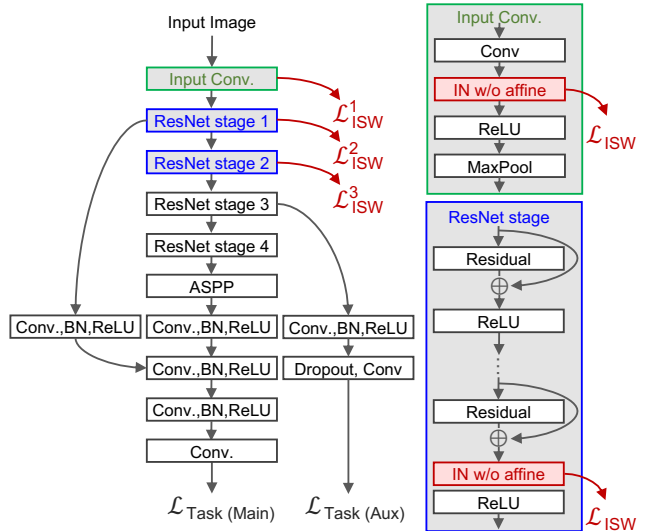 Input Image
Input Conv.
ℒ¹ISW
ResNet stage 1
ℒ²ISW
ResNet stage 2
ℒ³ISW
ResNet stage 3
ResNet stage 4
ASPP
Conv.,BN,ReLU
Conv.,BN,ReLU
Conv.,BN,ReLU
Conv.,BN,ReLU
Dropout, Conv
Conv.,BN,ReLU
Conv.
ℒTask (Main)
ℒTask (Aux)
Input Conv.
Conv
IN w/o affine
ReLU
ℒISW
MaxPool
ResNet stage
Residual
ReLU
Residual
IN w/o affine
ReLU
ℒISW